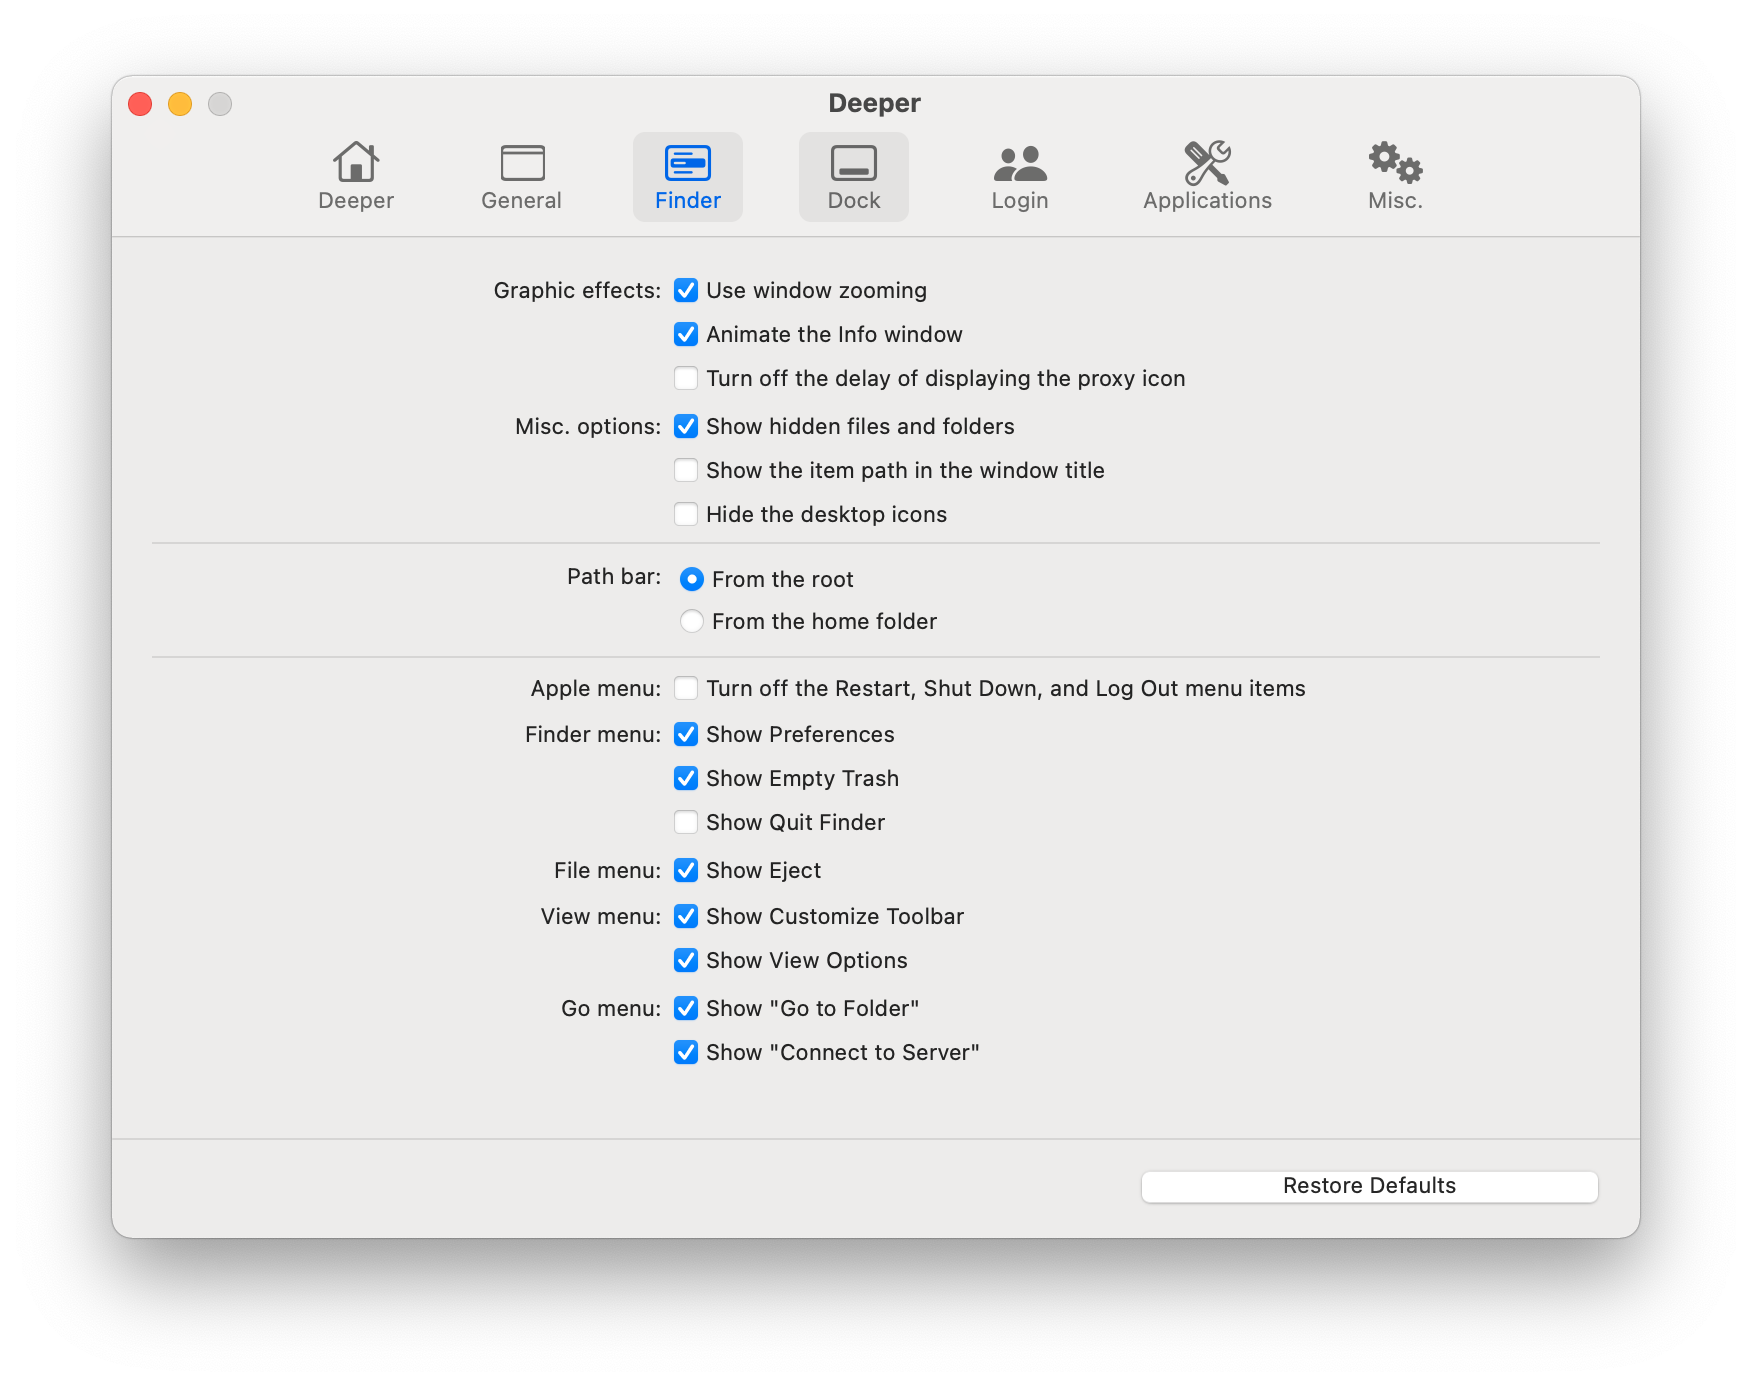 Deeper
Deeper General Finder Dock Login Applications Misc.
Graphic effects: Use window zooming
Animate the Info window
Turn off the delay of displaying the proxy icon
Misc. options: Show hidden files and folders
Show the item path in the window title
Hide the desktop icons
Path bar: From the root
From the home folder
Apple menu: Turn off the Restart, Shut Down, and Log Out menu items
Finder menu: Show Preferences
Show Empty Trash
Show Quit Finder
File menu: Show Eject
View menu: Show Customize Toolbar
Show View Options
Go menu: Show "Go to Folder"
Show "Connect to Server"
Restore Defaults